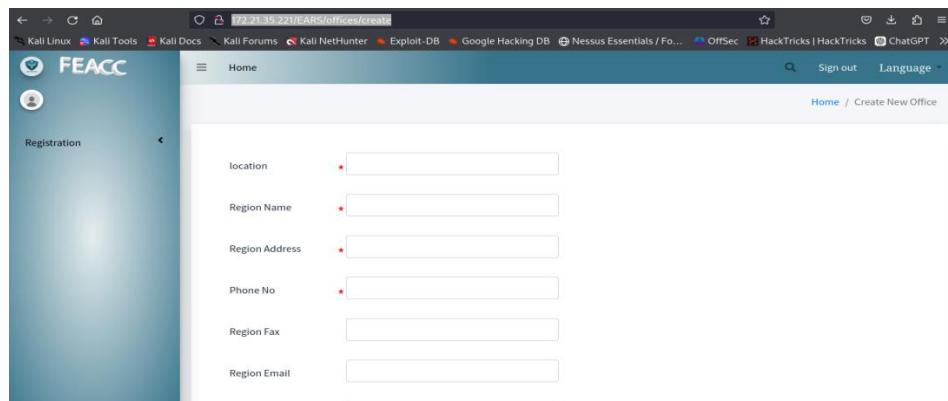 172.21.35.221/EARS/offices/create
Kali Linux Kali Tools Kali Docs Kali Forums Kali NetHunter Exploit-DB Google Hacking DB Nessus Essentials / Fo... OffSec HackTricks | HackTricks ChatGPT
FEACC Home Sign out Language
Home / Create New Office
Registration
location *
Region Name *
Region Address *
Phone No *
Region Fax
Region Email